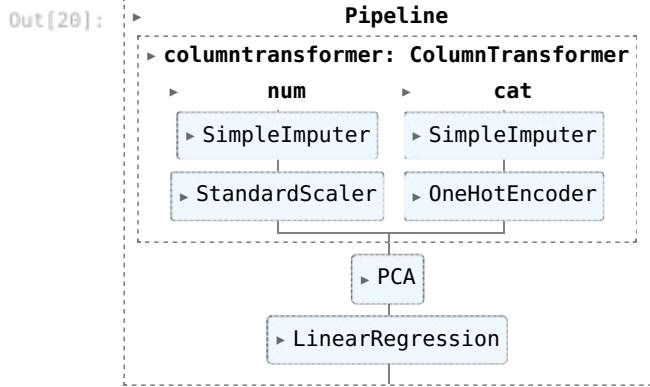 Out[20]:
▸ Pipeline
▸ columntransformer: ColumnTransformer
▸ num ▸ cat
▸ SimpleImputer ▸ SimpleImputer
▸ StandardScaler ▸ OneHotEncoder
▸ PCA
▸ LinearRegression